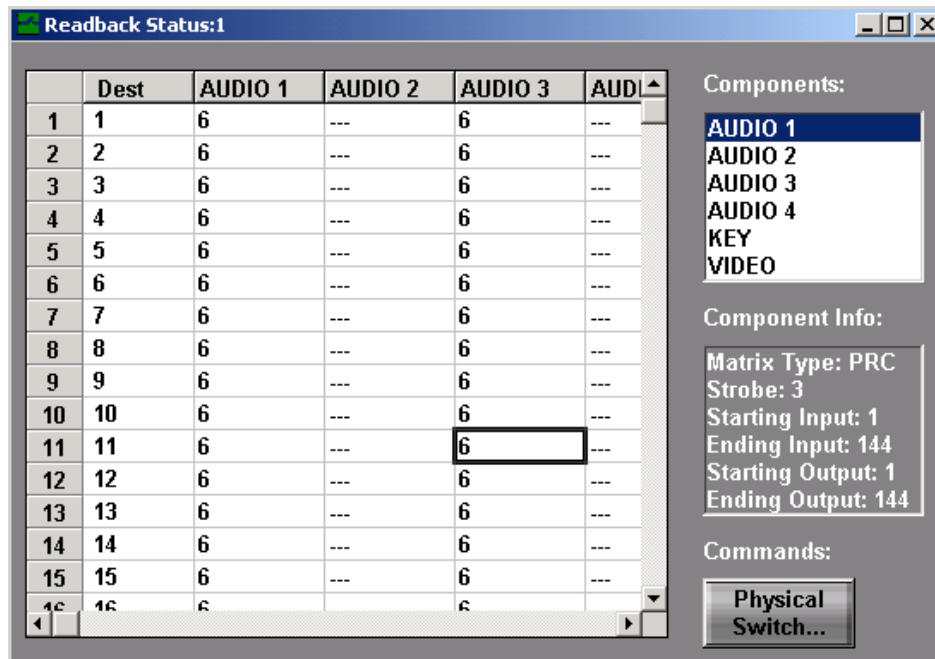 Readback Status:1
Dest AUDIO 1 AUDIO 2 AUDIO 3 AUDI
1 1 6 --- 6 ---
2 2 6 --- 6 ---
3 3 6 --- 6 ---
4 4 6 --- 6 ---
5 5 6 --- 6 ---
6 6 6 --- 6 ---
7 7 6 --- 6 ---
8 8 6 --- 6 ---
9 9 6 --- 6 ---
10 10 6 --- 6 ---
11 11 6 --- 6 ---
12 12 6 --- 6 ---
13 13 6 --- 6 ---
14 14 6 --- 6 ---
15 15 6 --- 6 ---
16 16 6 6
Components:
AUDIO 1
AUDIO 2
AUDIO 3
AUDIO 4
KEY
VIDEO
Component Info:
Matrix Type: PRC
Strobe: 3
Starting Input: 1
Ending Input: 144
Starting Output: 1
Ending Output: 144
Commands:
Physical
Switch...